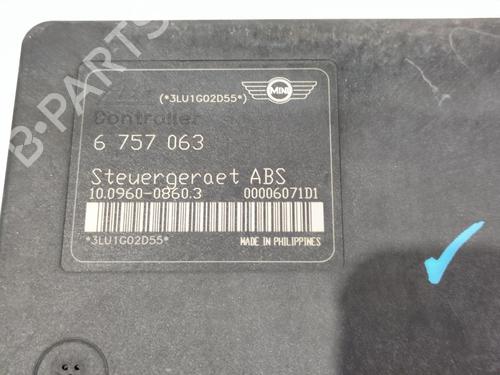 B-PARTS
(*3LU1G02D55*)
MINI
Controller
6 757 063
Steuergeraet ABS
10.0960-0860.3 00006071D1
*3LU1G02D55* MADE IN PHILIPPINES